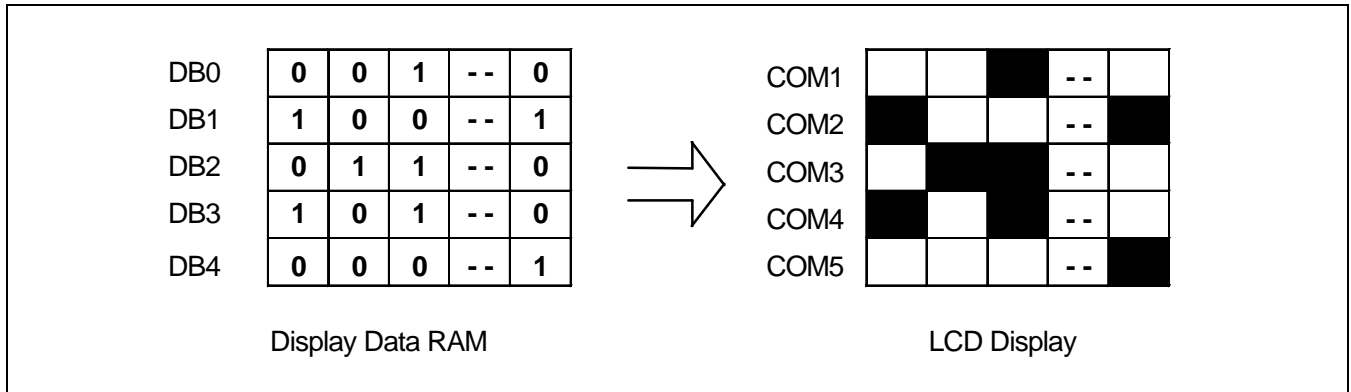 DB0 0 0 1 - - 0 COM1 - -
DB1 1 0 0 - - 1 COM2 - -
DB2 0 1 1 - - 0 COM3 - -
DB3 1 0 1 - - 0 COM4 - -
DB4 0 0 0 - - 1 COM5 - -
Display Data RAM LCD Display